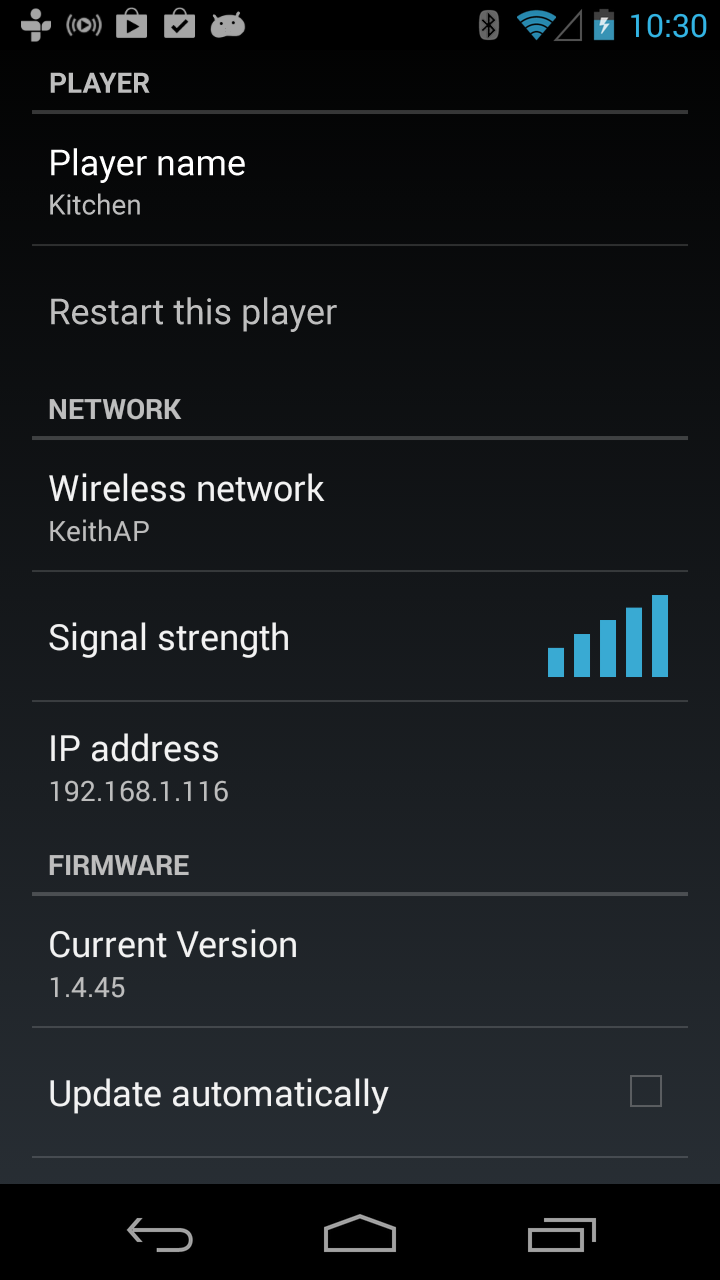 10:30
PLAYER
Player name
Kitchen
Restart this player
NETWORK
Wireless network
KeithAP
Signal strength
IP address
192.168.1.116
FIRMWARE
Current Version
1.4.45
Update automatically